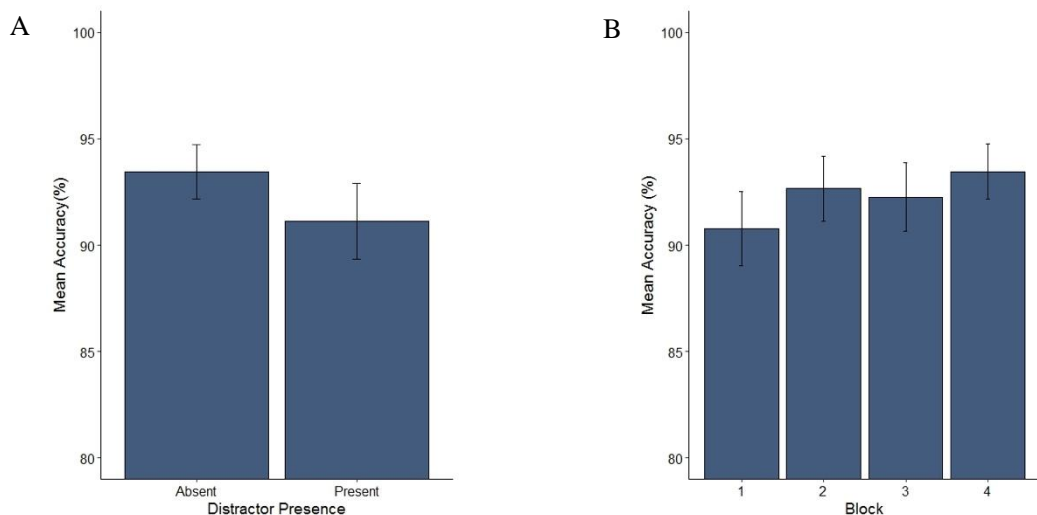 A
100
95
90
85
80
Mean Accuracy(%)
Absent Present
Distractor Presence
B
100
95
90
85
80
Mean Accuracy (%)
1 2 3 4
Block